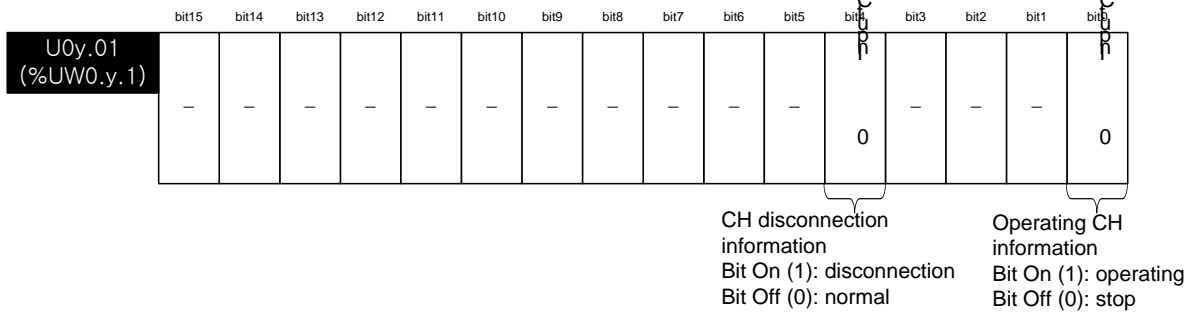 bit15 bit14 bit13 bit12 bit11 bit10 bit9 bit8 bit7 bit6 bit5 bit4 bit3 bit2 bit1 bit0
U0y.01
(%UW0.y.1)
– – – – – – – – – – – – – –
0 0
CH disconnection
information
Bit On (1): disconnection
Bit Off (0): normal
Operating CH
information
Bit On (1): operating
Bit Off (0): stop